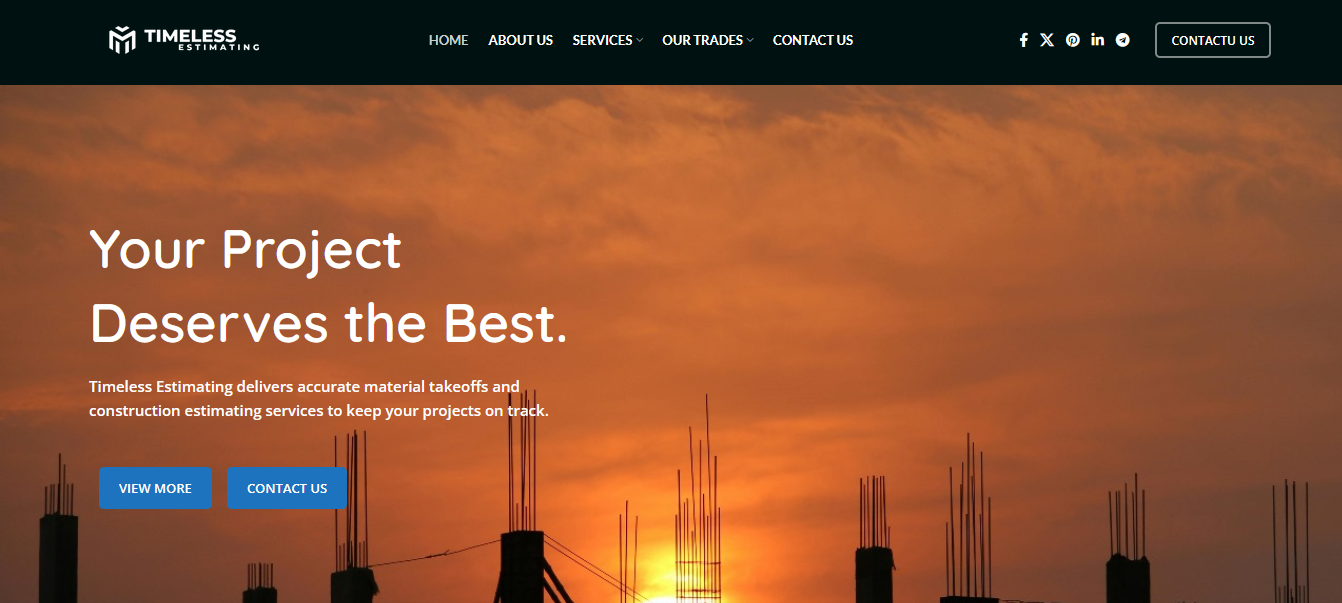 TIMELESS
ESTIMATING
HOME ABOUT US SERVICES OUR TRADES CONTACT US
CONTACTU US
Your Project
Deserves the Best.
Timeless Estimating delivers accurate material takeoffs and
construction estimating services to keep your projects on track.
VIEW MORE CONTACT US